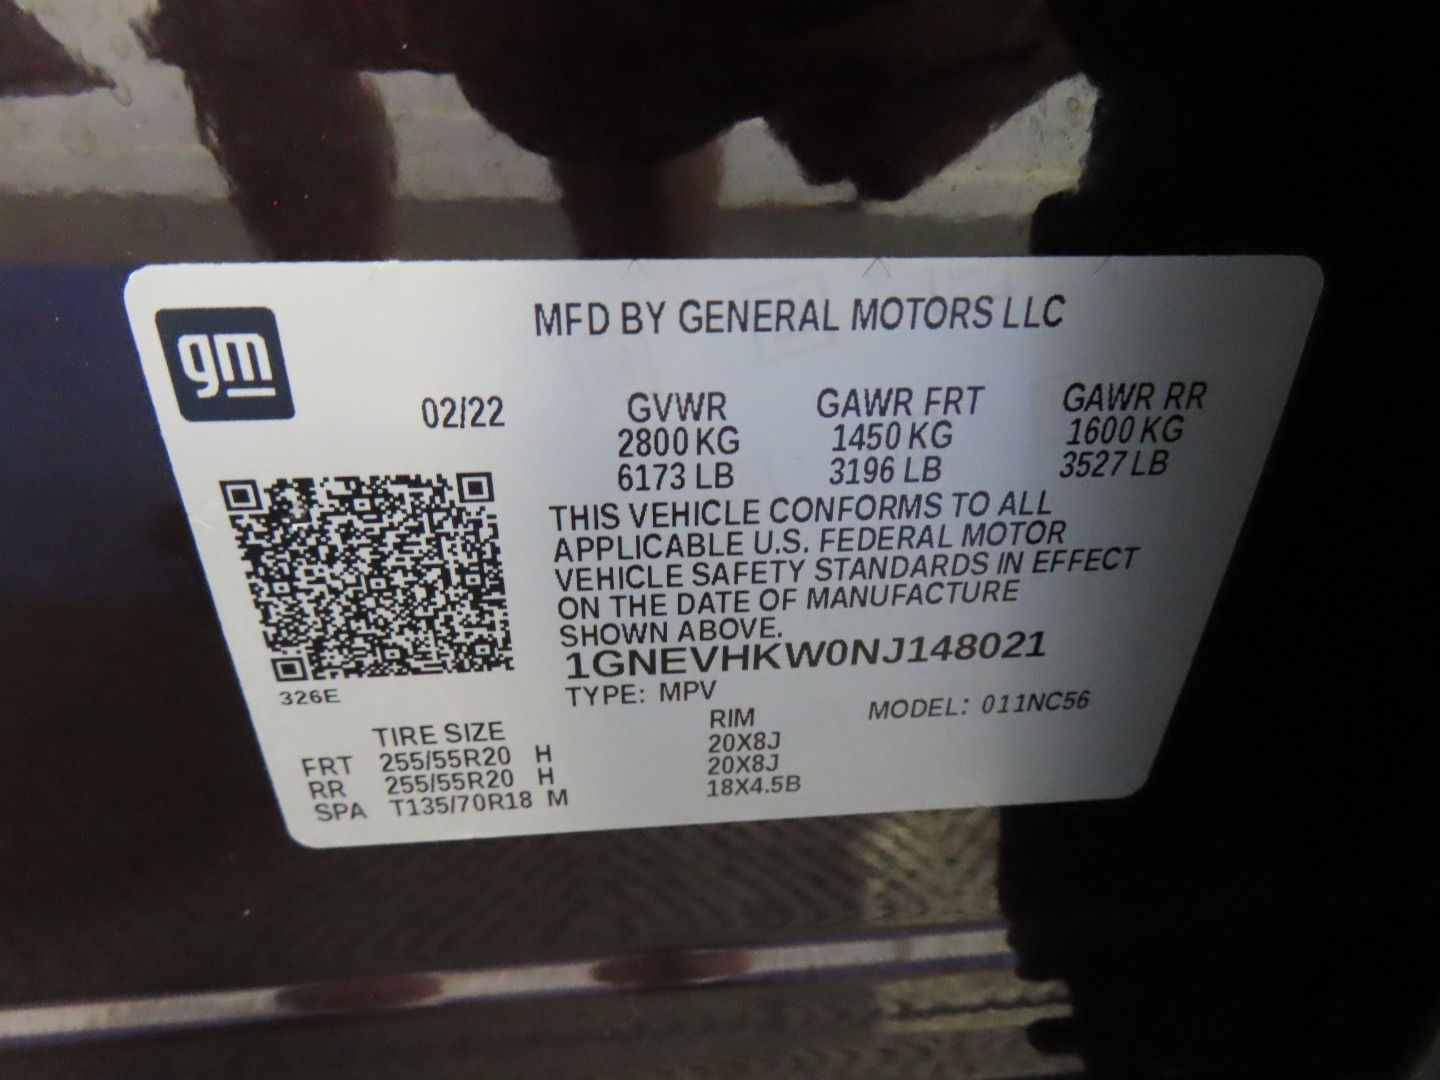 gm
MFD BY GENERAL MOTORS LLC
02/22 GVWR GAWR FRT GAWR RR
2800 KG 1450 KG 1600 KG
6173 LB 3196 LB 3527 LB
THIS VEHICLE CONFORMS TO ALL
APPLICABLE U.S. FEDERAL MOTOR
VEHICLE SAFETY STANDARDS IN EFFECT
ON THE DATE OF MANUFACTURE
SHOWN ABOVE.
1GNEVHKW0NJ148021
326E
TYPE: MPV
MODEL: 011NC56
TIRE SIZE RIM
FRT 255/55R20 H 20X8J
RR 255/55R20 H 20X8J
SPA T135/70R18 M 18X4.5B